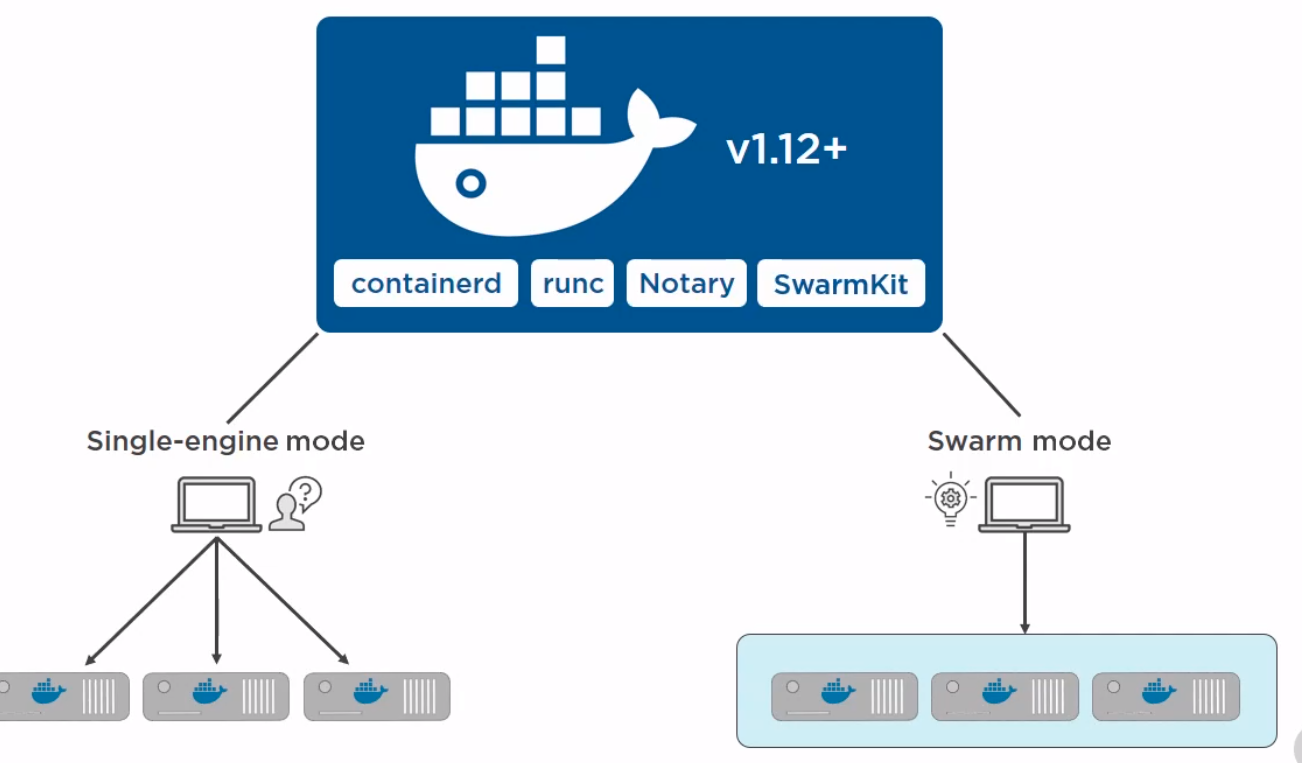 v1.12+
containerd runc Notary SwarmKit
Single-engine mode
Swarm mode
?